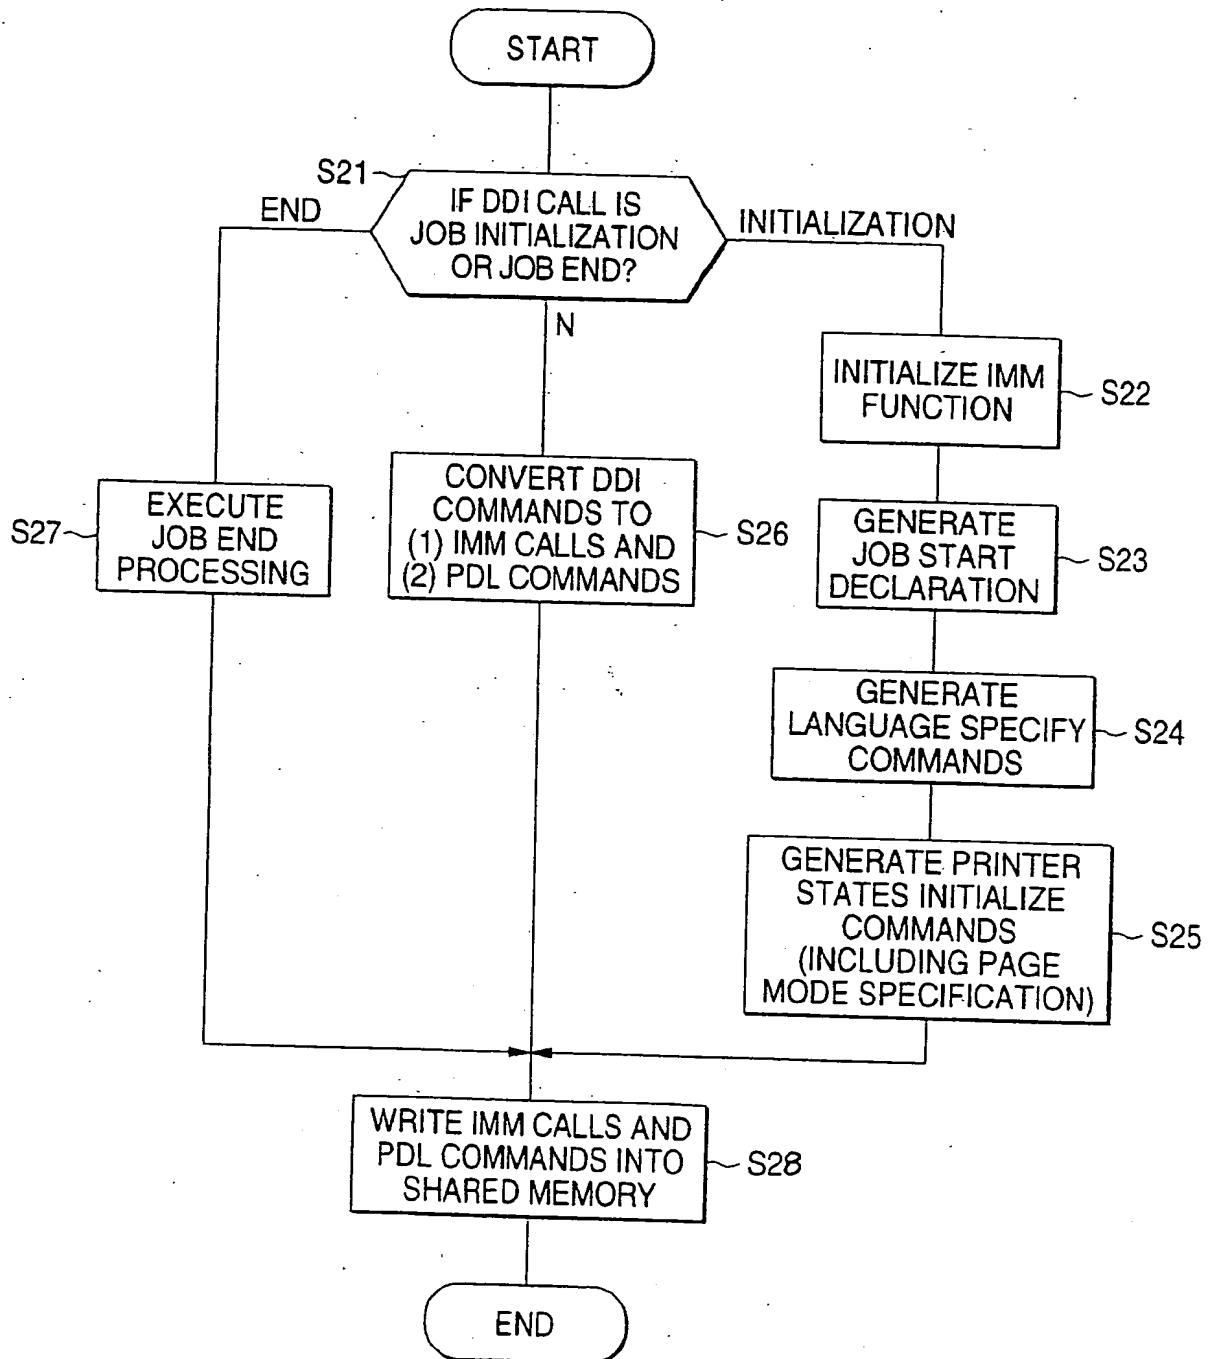 START
S21
IF DDI CALL IS
JOB INITIALIZATION
OR JOB END?
END
INITIALIZATION
N
INITIALIZE IMM
FUNCTION
S22
GENERATE
JOB START
DECLARATION
S23
GENERATE
LANGUAGE SPECIFY
COMMANDS
S24
GENERATE PRINTER
STATES INITIALIZE
COMMANDS
(INCLUDING PAGE
MODE SPECIFICATION)
S25
CONVERT DDI
COMMANDS TO
(1) IMM CALLS AND
(2) PDL COMMANDS
S26
S27
EXECUTE
JOB END
PROCESSING
WRITE IMM CALLS AND
PDL COMMANDS INTO
SHARED MEMORY
S28
END